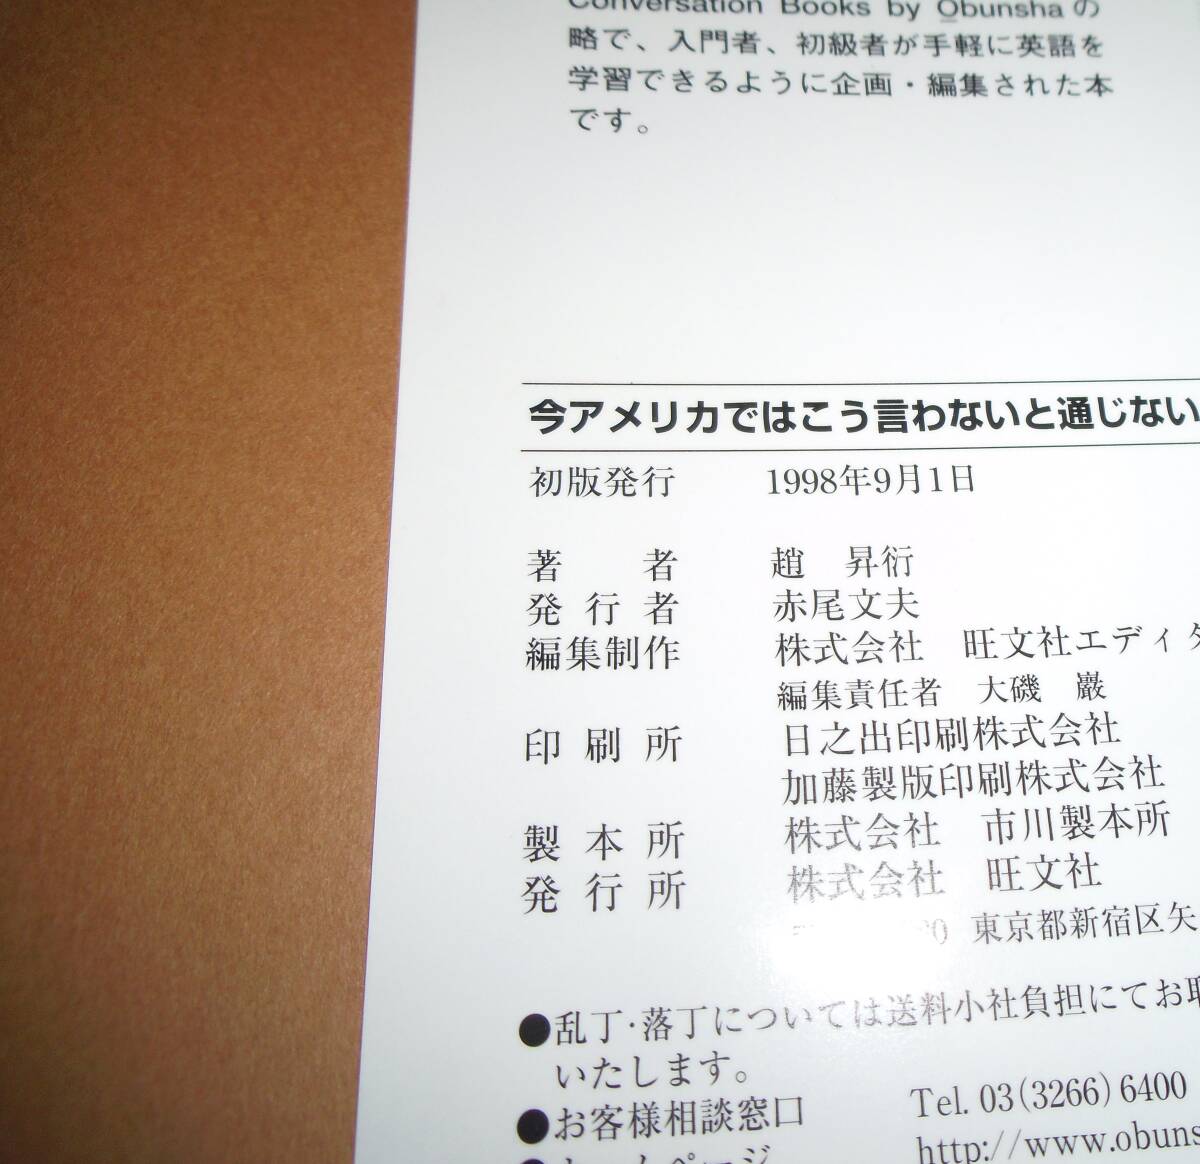 Conversation Books by Obunshaの
略で、入門者、初級者が手軽に英語を
学習できるように企画・編集された本
です。
今アメリカではこう言わないと通じない
初版発行 1998年9月1日
著者 趙 昇衍
発行者 赤尾文夫
編集制作 株式会社 旺文社エディタ
編集責任者 大磯 巌
印刷所 日之出印刷株式会社
加藤製版印刷株式会社
製本所 株式会社 市川製本所
発行所 株式会社 旺文社
東京都新宿区矢
●乱丁・落丁については送料小社負担にてお取
いたします。
●お客様相談窓口 Tel. 03(3266)6400
●ホームページ http://www.obuns